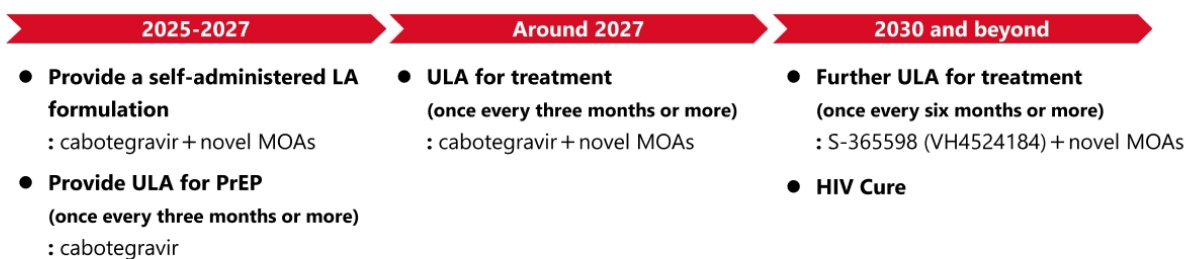 2025-2027
● Provide a self-administered LA
formulation
: cabotegravir+novel MOAs
● Provide ULA for PrEP
(once every three months or more)
: cabotegravir
Around 2027
● ULA for treatment
(once every three months or more)
: cabotegravir+novel MOAs
2030 and beyond
● Further ULA for treatment
(once every six months or more)
: S-365598 (VH4524184)+novel MOAs
● HIV Cure